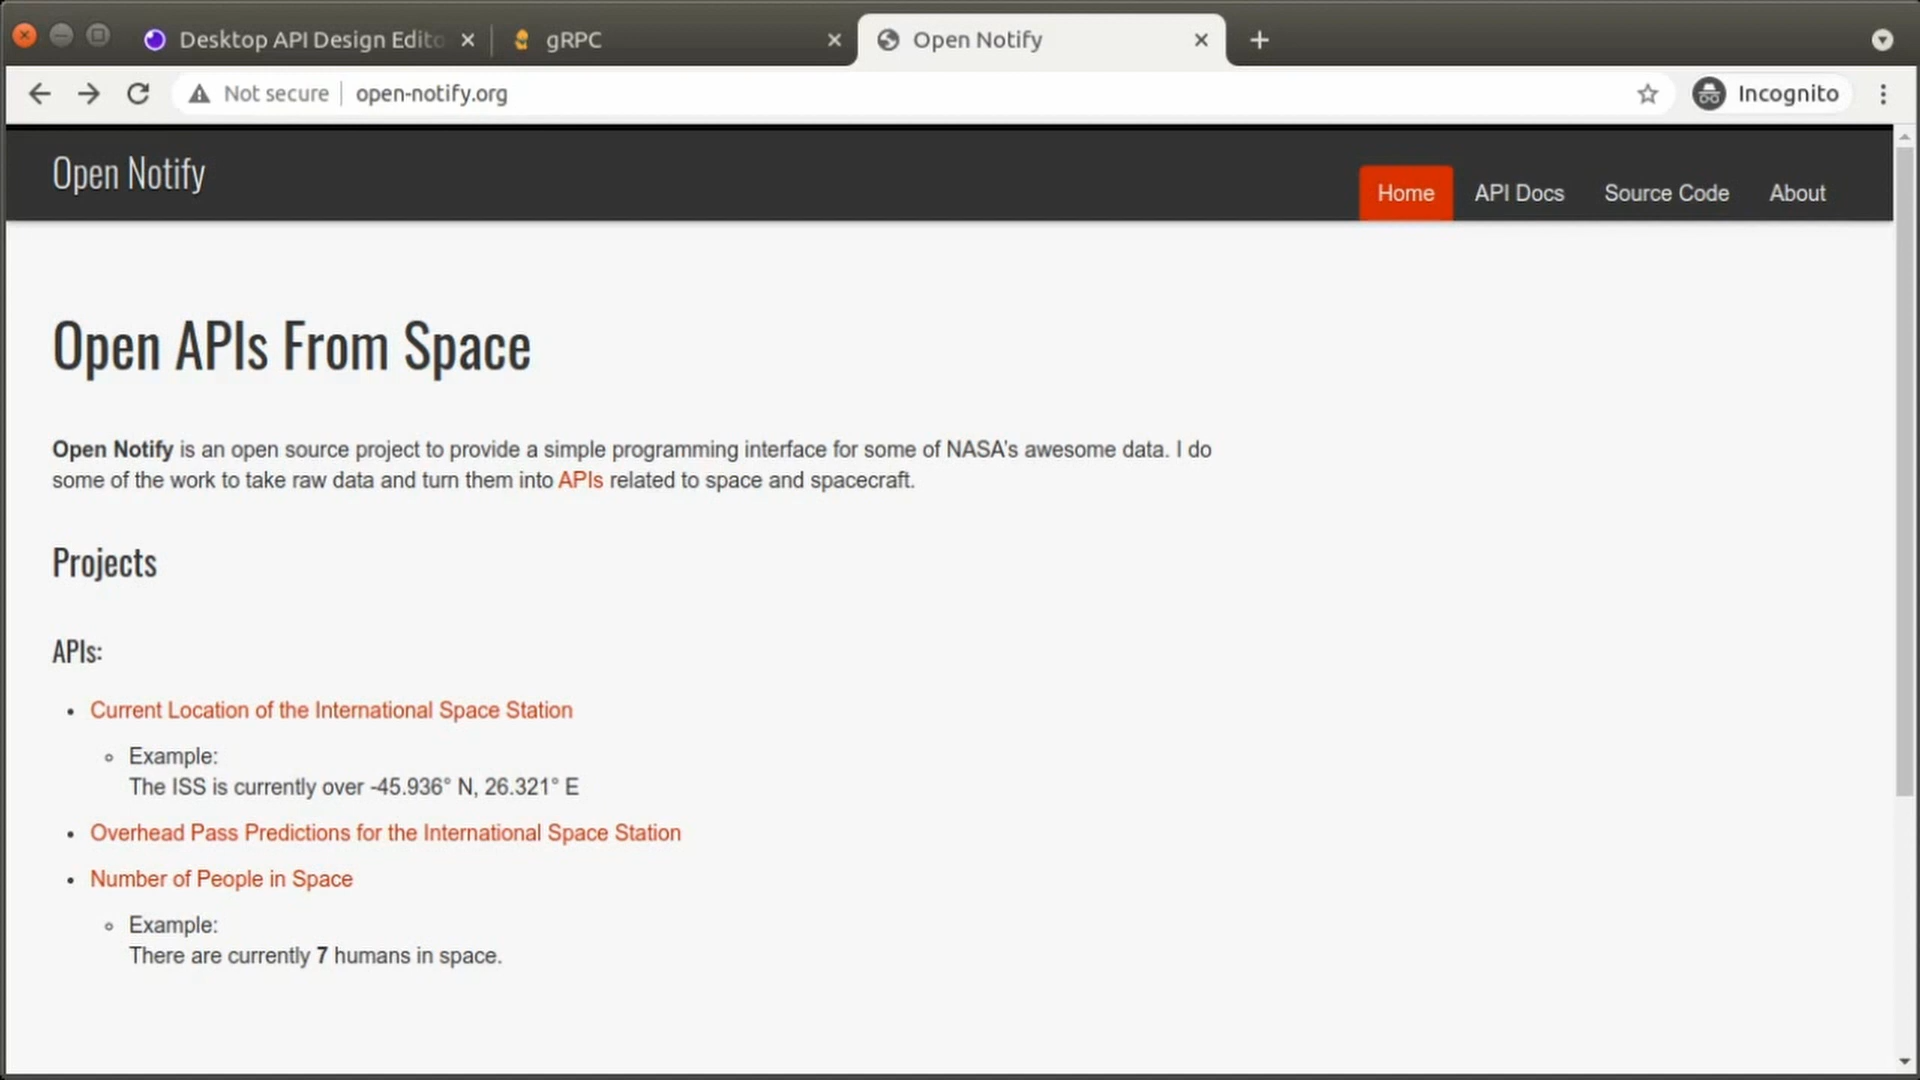 Desktop API Design Edito
gRPC
Open Notify
Not secure
open-notify.org
Incognito
Open Notify
Home
API Docs
Source Code
About
Open APIs From Space
Open Notify is an open source project to provide a simple programming interface for some of NASA's awesome data. I do
some of the work to take raw data and turn them into APIs related to space and spacecraft.
Projects
APIs:
Current Location of the International Space Station
Example:
The ISS is currently over -45.936° N, 26.321° E
Overhead Pass Predictions for the International Space Station
Number of People in Space
Example:
There are currently 7 humans in space.